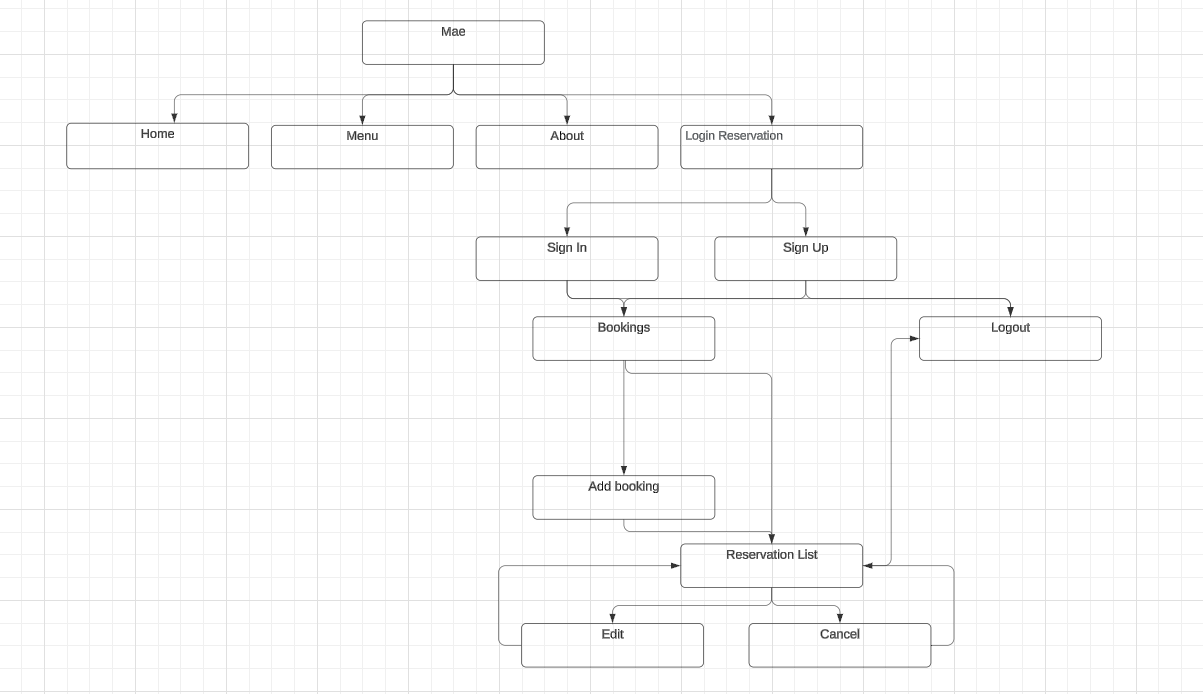 Mae
Home
Menu
About
Login Reservation
Sign In
Sign Up
Bookings
Logout
Add booking
Reservation List
Edit
Cancel